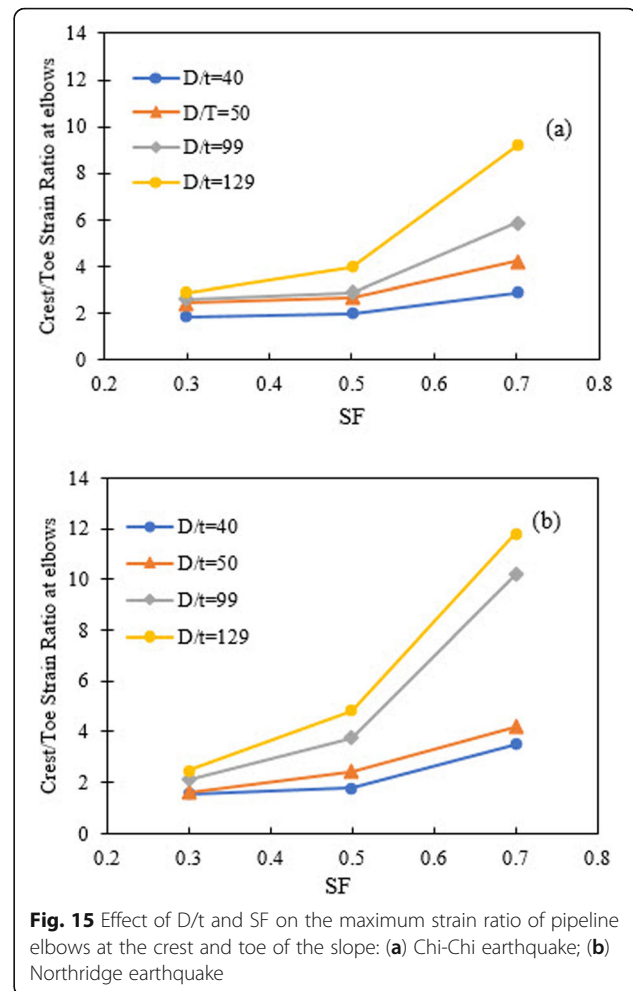 14
12
10
8
6
4
2
0
Crest/Toe Strain Ratio at elbows
D/t=40
D/T=50
D/t=99
D/t=129
(a)
0.2 0.3 0.4 0.5 0.6 0.7 0.8
SF
14
12
10
8
6
4
2
0
Crest/Toe Strain Ratio at elbows
D/t=40
D/t=50
D/t=99
D/t=129
(b)
0.2 0.3 0.4 0.5 0.6 0.7 0.8
SF
Fig. 15 Effect of D/t and SF on the maximum strain ratio of pipeline
elbows at the crest and toe of the slope: (a) Chi-Chi earthquake; (b)
Northridge earthquake